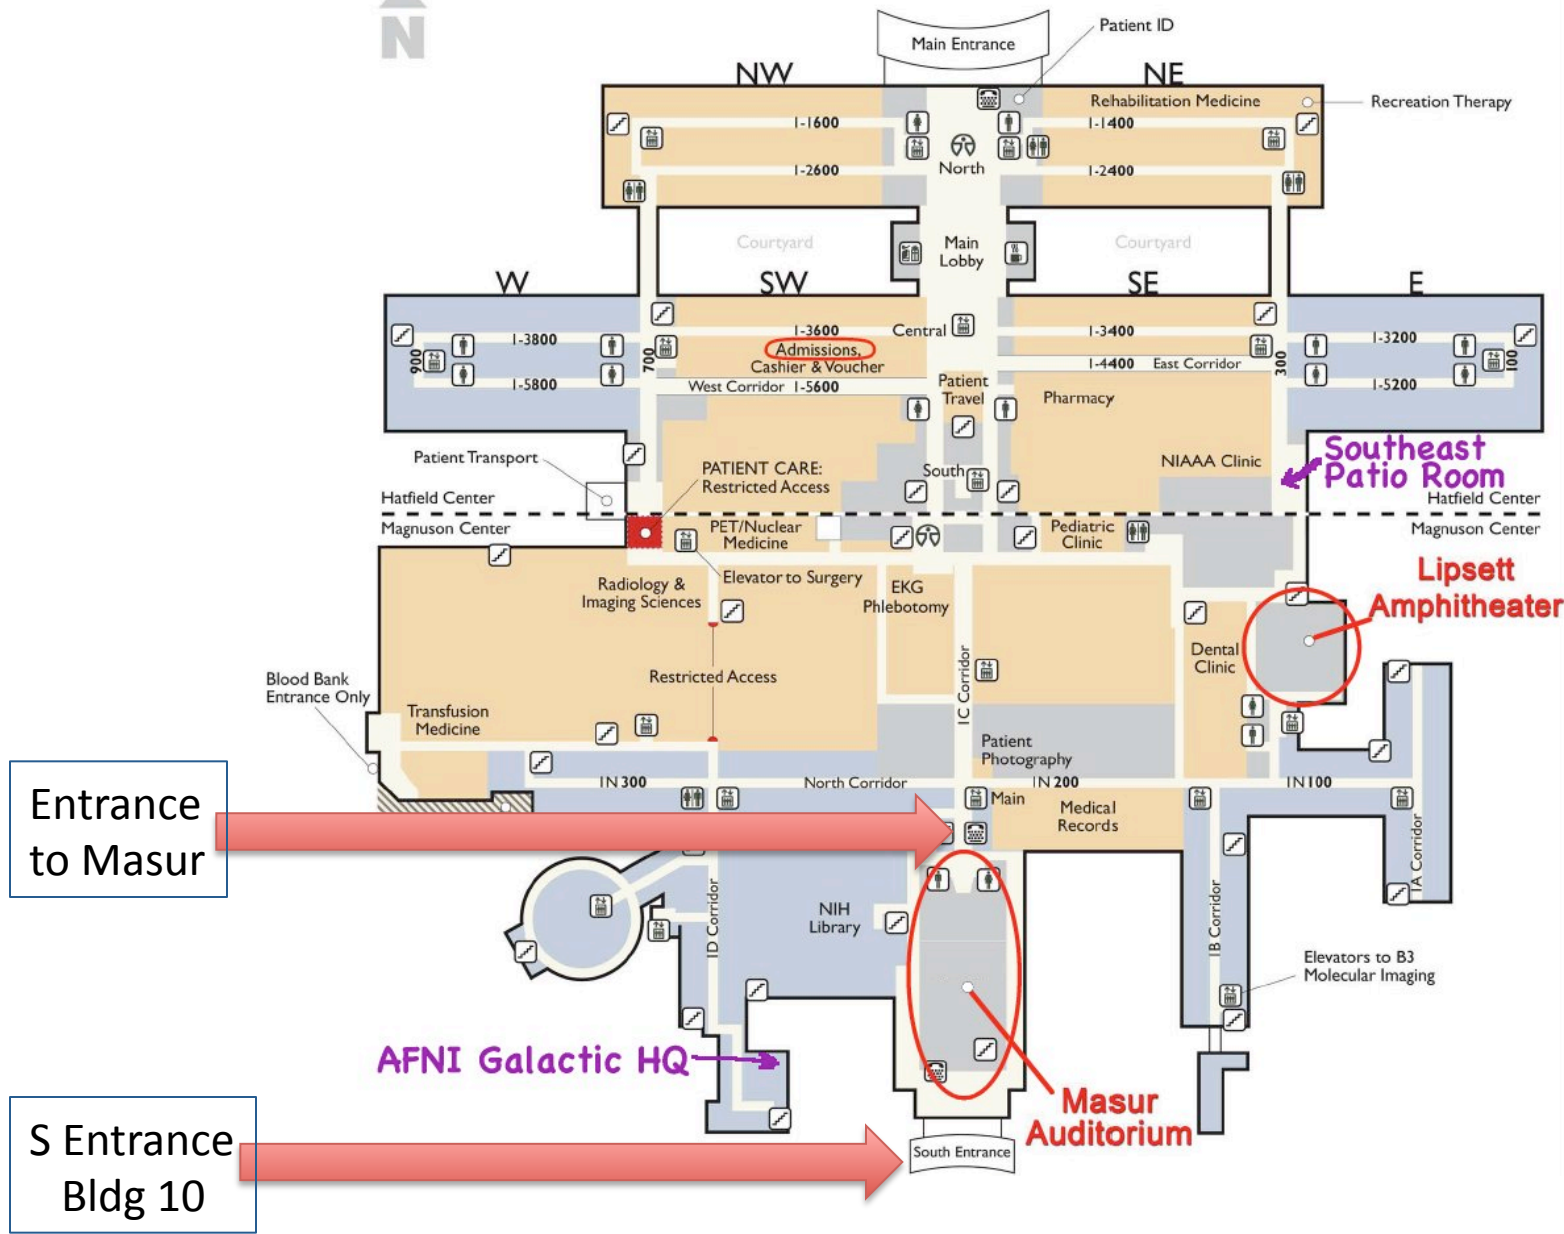 N
Main Entrance
Patient ID
NW
NE
Rehabilitation Medicine
Recreation Therapy
1-1600
1-1400
North
1-2600
1-2400
Courtyard
Main
Lobby
Courtyard
W
SW
SE
E
1-3800
1-3600
Central
1-3400
1-3200
900
700
Admissions,
Cashier & Voucher
1-4400 East Corridor
300
100
1-5800
West Corridor 1-5600
Patient
Travel
Pharmacy
1-5200
Patient Transport
PATIENT CARE:
Restricted Access
South
NIAAA Clinic
Southeast
Patio Room
Hatfield Center
Hatfield Center
Magnuson Center
Magnuson Center
PET/Nuclear
Medicine
Pediatric
Clinic
Radiology &
Imaging Sciences
Elevator to Surgery
EKG
Phlebotomy
Lipsett
Amphitheater
Dental
Clinic
Blood Bank
Entrance Only
Restricted Access
1C Corridor
Transfusion
Medicine
Patient
Photography
1N 300
North Corridor
1N 200
1N 100
Main
Medical
Records
Entrance
to Masur
1A Corridor
1D Corridor
NIH
Library
1B Corridor
Elevators to B3
Molecular Imaging
AFNI Galactic HQ
Masur
Auditorium
S Entrance
Bldg 10
South Entrance